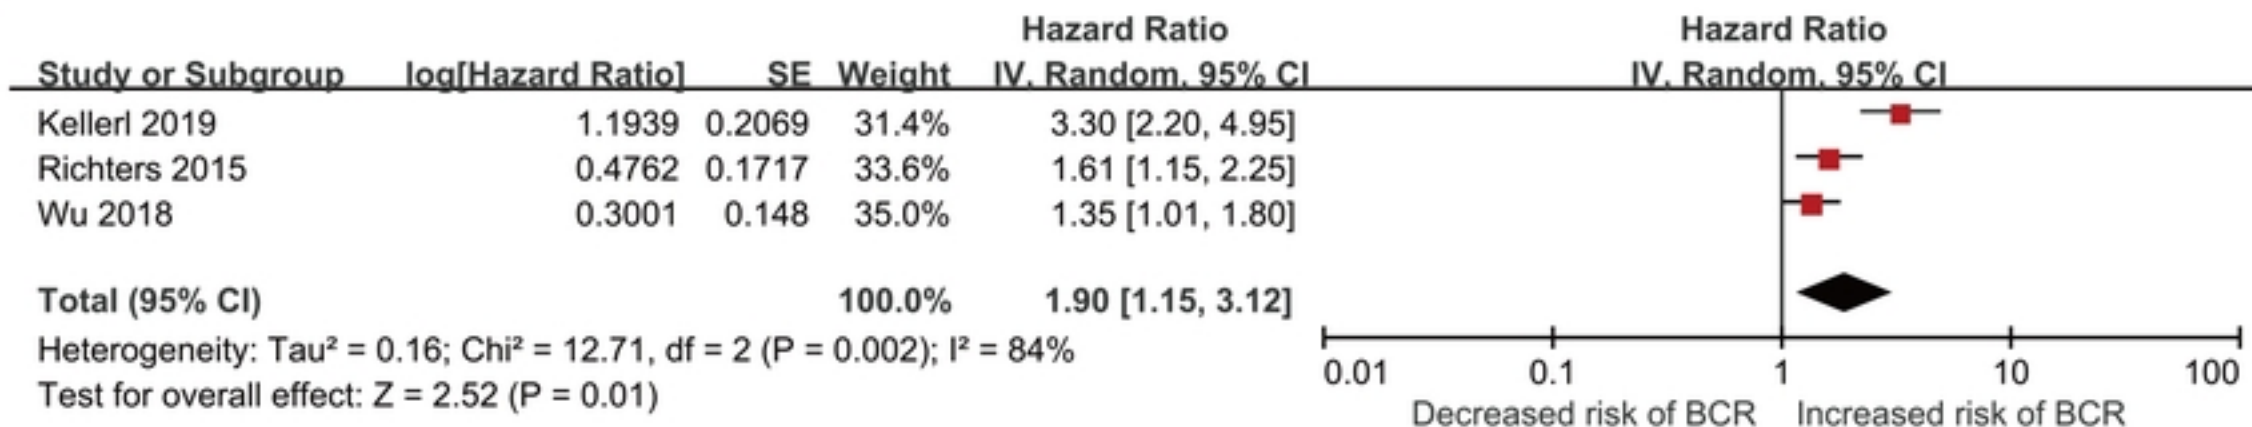 Hazard Ratio Hazard Ratio
Study or Subgroup log[Hazard Ratio] SE Weight IV, Random, 95% CI IV, Random, 95% CI
Kellerl 2019 1.1939 0.2069 31.4% 3.30 [2.20, 4.95]
Richters 2015 0.4762 0.1717 33.6% 1.61 [1.15, 2.25]
Wu 2018 0.3001 0.148 35.0% 1.35 [1.01, 1.80]
Total (95% CI) 100.0% 1.90 [1.15, 3.12]
Heterogeneity: Tau² = 0.16; Chi² = 12.71, df = 2 (P = 0.002); I² = 84%
Test for overall effect: Z = 2.52 (P = 0.01)
0.01 0.1 1 10 100
Decreased risk of BCR Increased risk of BCR